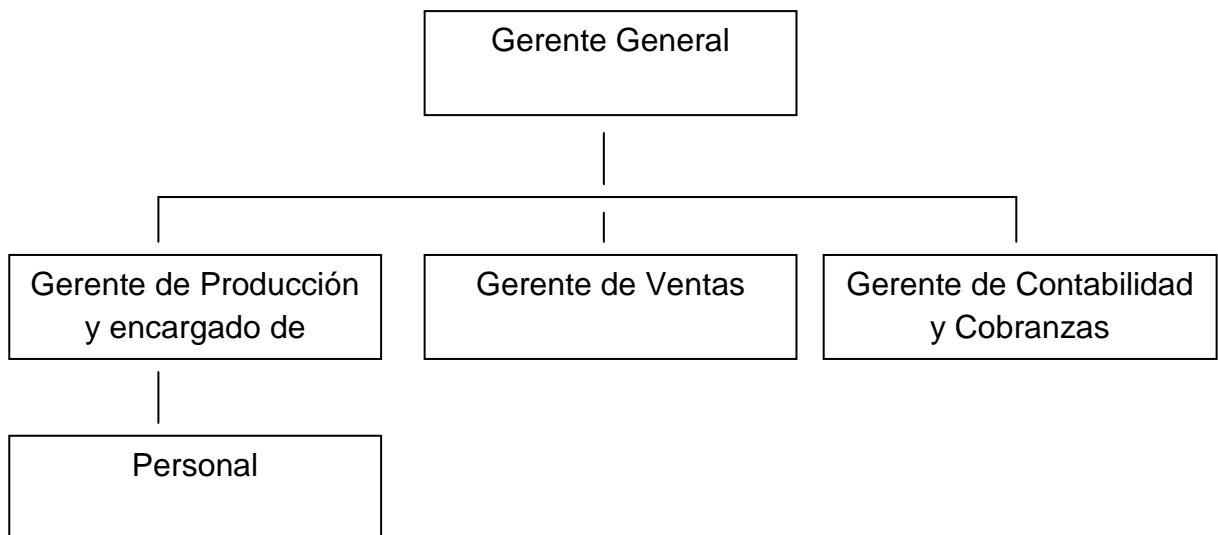 Gerente General
Gerente de Producción
y encargado de
Gerente de Ventas
Gerente de Contabilidad
y Cobranzas
Personal